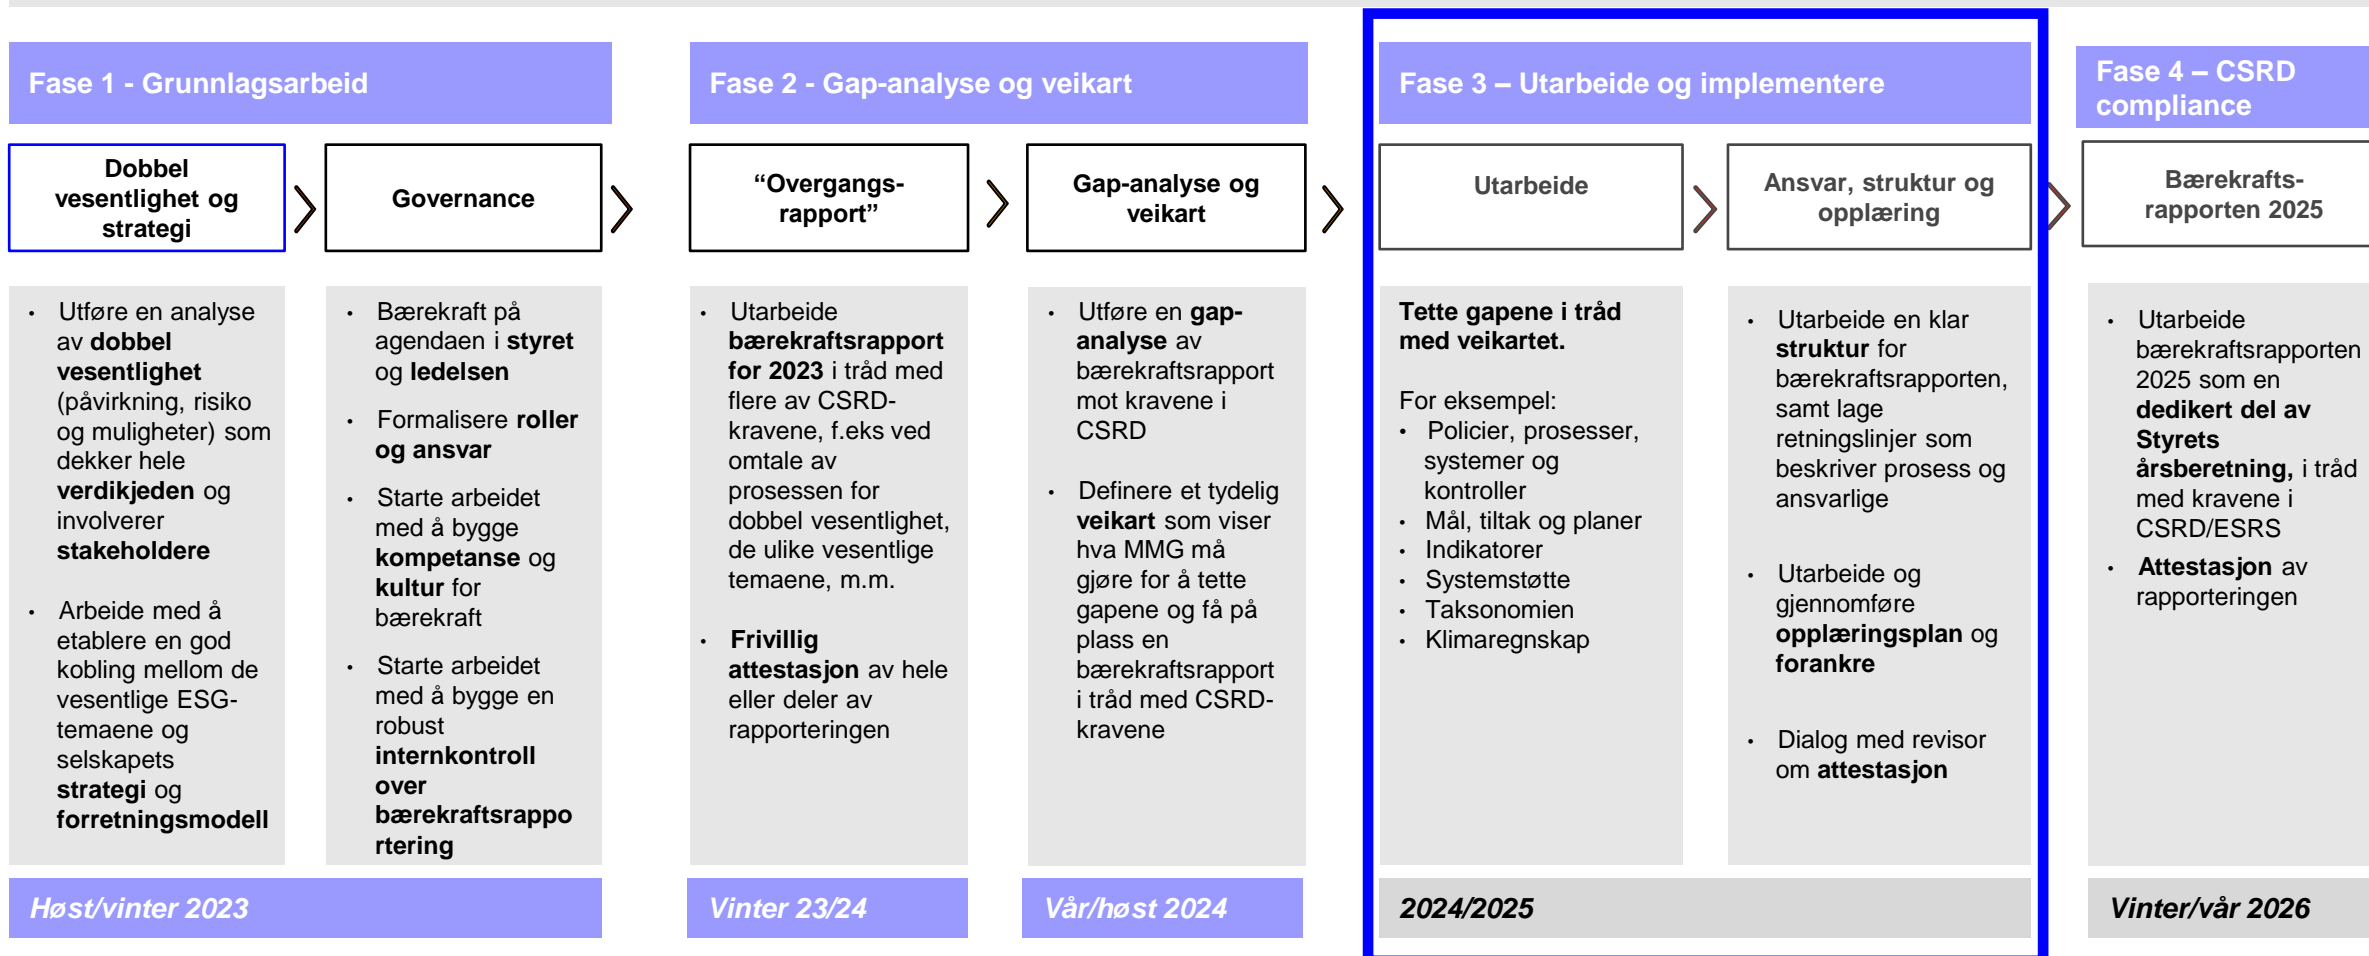 Fase 1 - Grunnlagsarbeid
Dobbel
vesentlighet og
strategi
Governance
• Utføre en analyse
av dobbel
vesentlighet
(påvirkning, risiko
og muligheter) som
dekker hele
verdikjeden og
involverer
stakeholdere
• Arbeide med å
etablere en god
kobling mellom de
vesentlige ESG-
temaene og
selskapets
strategi og
forretningsmodell
• Bærekraft på
agendaen i styret
og ledelsen
• Formalisere roller
og ansvar
• Starte arbeidet
med å bygge
kompetanse og
kultur for
bærekraft
• Starte arbeidet
med å bygge en
robust
internkontroll
over
bærekraftsrappo
rtering
Høst/vinter 2023
Fase 2 - Gap-analyse og veikart
“Overgangs-
rapport”
Gap-analyse og
veikart
• Utarbeide
bærekraftsrapport
for 2023 i tråd med
flere av CSRD-
kravene, f.eks ved
omtale av
prosessen for
dobbel vesentlighet,
de ulike vesentlige
temaene, m.m.
• Frivillig
attestasjon av hele
eller deler av
rapporteringen
Vinter 23/24
• Utføre en gap-
analyse av
bærekraftsrapport
mot kravene i
CSRD
• Definere et tydelig
veikart som viser
hva MMG må
gjøre for å tette
gapene og få på
plass en
bærekraftsrapport
i tråd med CSRD-
kravene
Vår/høst 2024
Fase 3 – Utarbeide og implementere
Utarbeide
Ansvar, struktur og
opplæring
Tette gapene i tråd
med veikartet.
For eksempel:
• Policier, prosesser,
systemer og
kontroller
• Mål, tiltak og planer
• Indikatorer
• Systemstøtte
• Taksonomien
• Klimaregnskap
• Utarbeide en klar
struktur for
bærekraftsrapporten,
samt lage
retningslinjer som
beskriver prosess og
ansvarlige
• Utarbeide og
gjennomføre
opplæringsplan og
forankre
• Dialog med revisor
om attestasjon
2024/2025
Fase 4 – CSRD
compliance
Bærekrafts-
rapporten 2025
• Utarbeide
bærekraftsrapporten
2025 som en
dedikert del av
Styrets
årsberetning, i tråd
med kravene i
CSRD/ESRS
• Attestasjon av
rapporteringen
Vinter/vår 2026